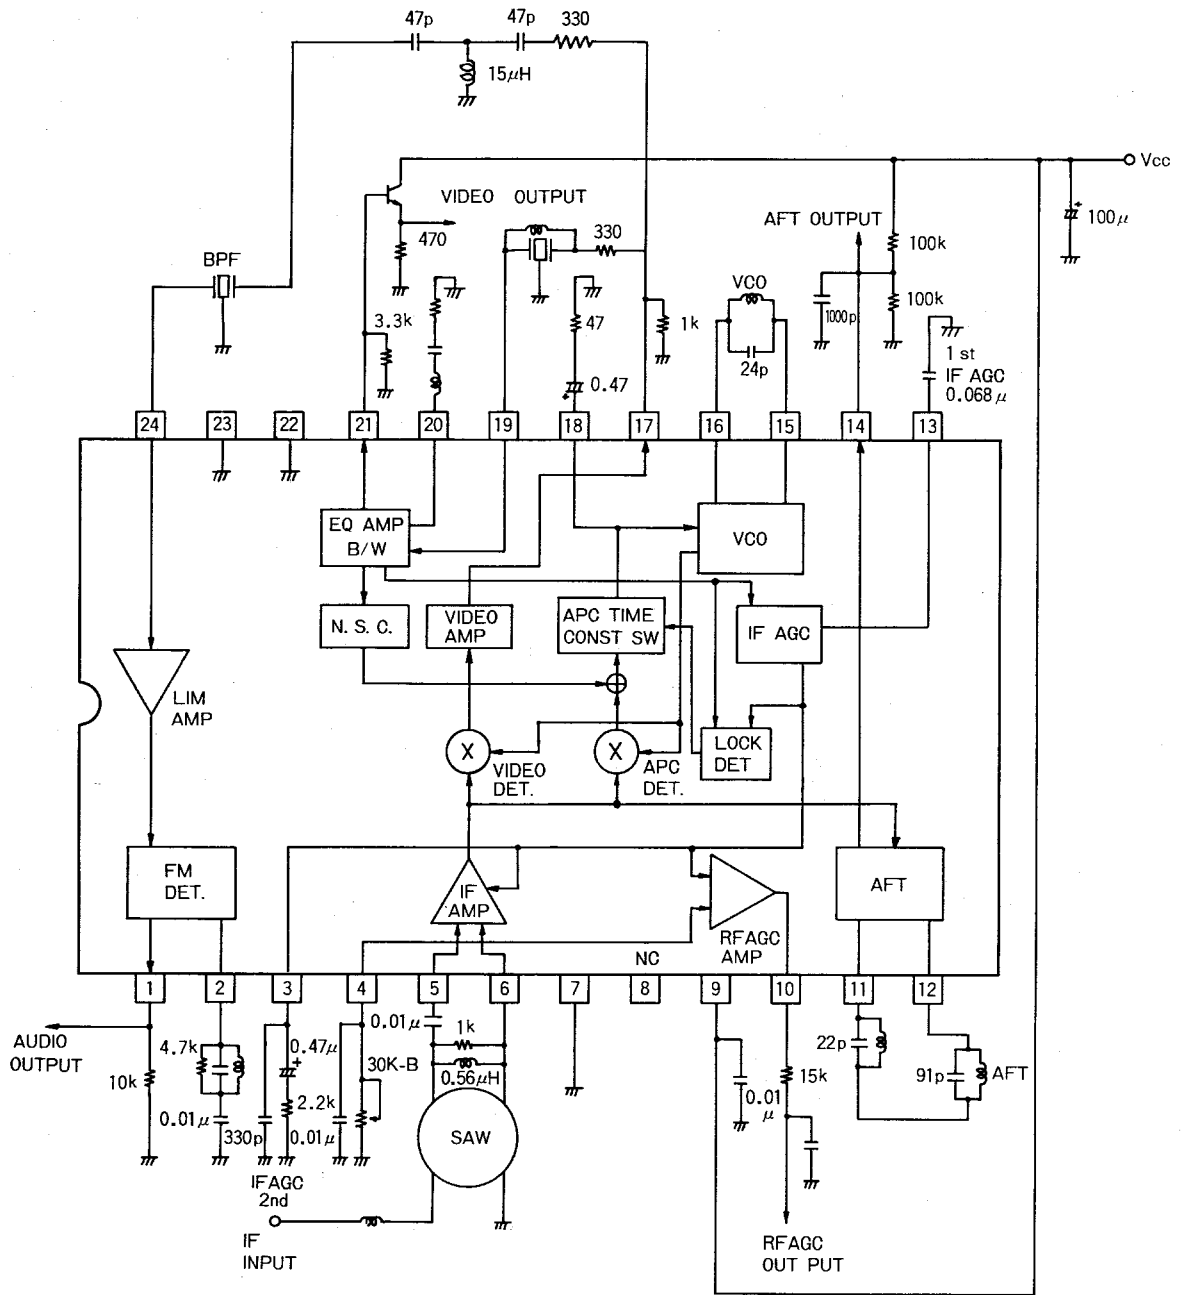 47p
47p
330
15μH
Vcc
100μ
VIDEO OUTPUT
470
AFT OUTPUT
100k
100k
1000p
BPF
330
VCO
24p
3.3k
47
0.47
1k
1 st
IF AGC
0.068μ
24
23
22
21
20
19
18
17
16
15
14
13
EQ AMP
B/W
VCO
N. S. C.
VIDEO
AMP
APC TIME
CONST SW
IF AGC
LIM
AMP
X
VIDEO
DET.
X
APC
DET.
LOCK
DET
FM
DET.
IF
AMP
RFAGC
AMP
AFT
NC
1
2
3
4
5
6
7
8
9
10
11
12
AUDIO
OUTPUT
10k
4.7k
0.01μ
0.47μ
+
2.2k
330p
IFAGC
2nd
0.01μ
30K-B
0.01μ
1k
0.56μH
SAW
IF
INPUT
0.01
μ
15k
RFAGC
OUT PUT
22p
91p
AFT